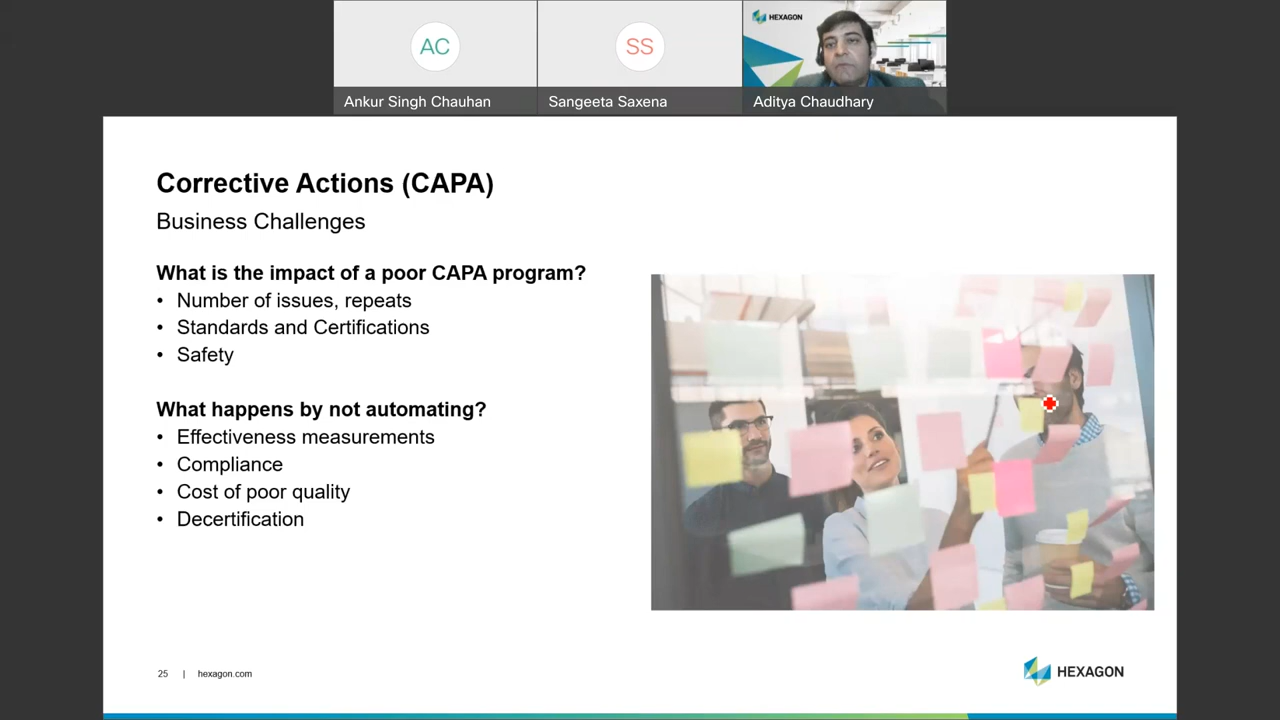 HEXAGON
AC
SS
Ankur Singh Chauhan
Sangeeta Saxena
Aditya Chaudhary
Corrective Actions (CAPA)
Business Challenges
What is the impact of a poor CAPA program?
• Number of issues, repeats
• Standards and Certifications
• Safety
What happens by not automating?
• Effectiveness measurements
• Compliance
• Cost of poor quality
• Decertification
25 | hexagon.com
HEXAGON